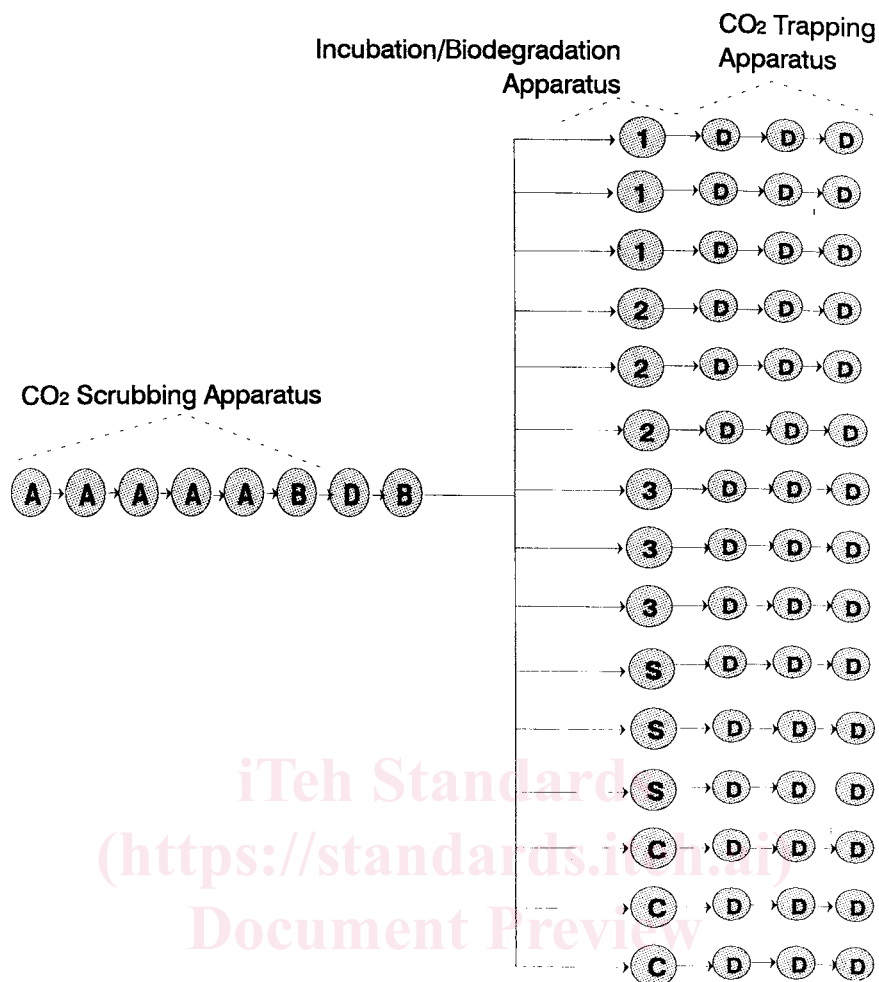 CO2 Trapping
Apparatus
Incubation/Biodegradation
Apparatus
1 D D D
1 D D D
1 D D D
2 D D D
2 D D D
CO2 Scrubbing Apparatus
2 D D D
A A A A A B D B
3 D D D
3 D D D
3 D D D
S D D D
S D D D
iTeh Standards
S D D D
(https://standards.iteh.ai)
C D D D
C D D D
Document Preview
C D D D